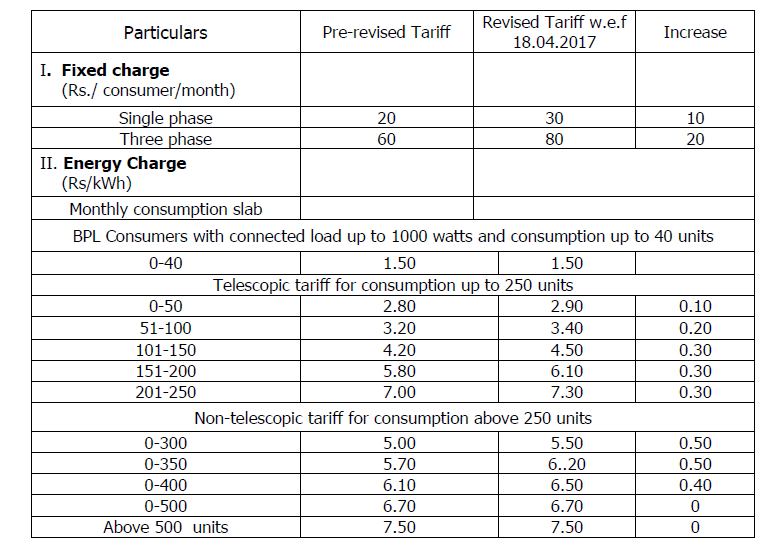 Particulars Pre-revised Tariff Revised Tariff w.e.f 18.04.2017 Increase
I. Fixed charge
(Rs./ consumer/month)
Single phase 20 30 10
Three phase 60 80 20
II. Energy Charge
(Rs/kWh)
Monthly consumption slab
BPL Consumers with connected load up to 1000 watts and consumption up to 40 units
0-40 1.50 1.50
Telescopic tariff for consumption up to 250 units
0-50 2.80 2.90 0.10
51-100 3.20 3.40 0.20
101-150 4.20 4.50 0.30
151-200 5.80 6.10 0.30
201-250 7.00 7.30 0.30
Non-telescopic tariff for consumption above 250 units
0-300 5.00 5.50 0.50
0-350 5.70 6..20 0.50
0-400 6.10 6.50 0.40
0-500 6.70 6.70 0
Above 500 units 7.50 7.50 0